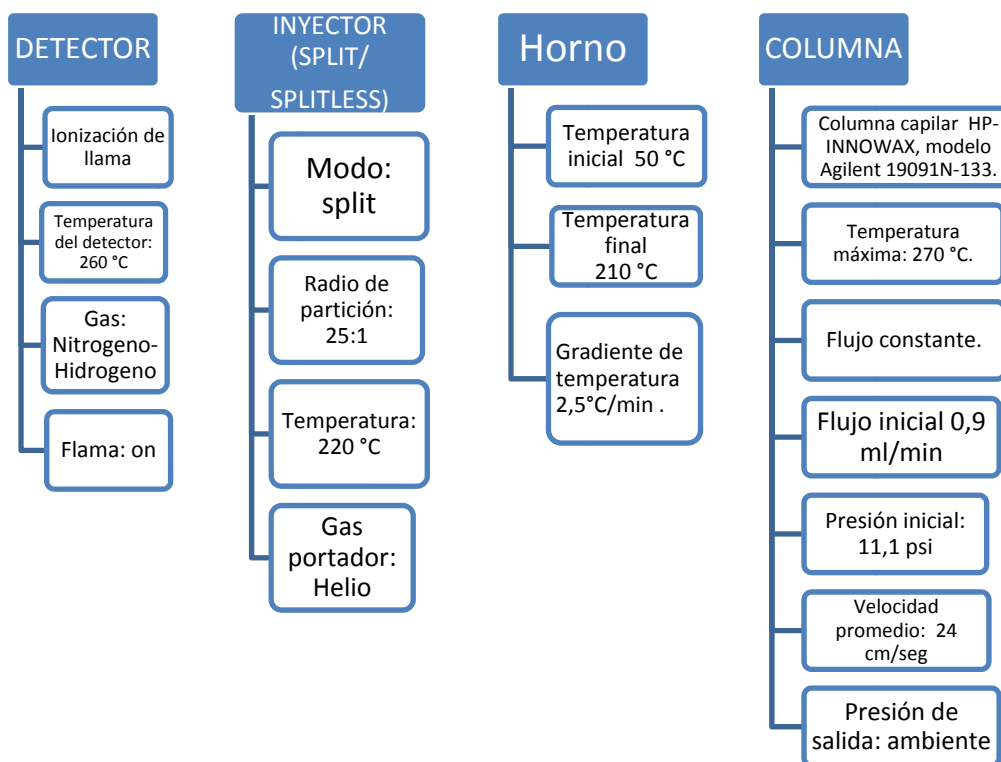 DETECTOR
Ionización de
llama
Temperatura
del detector:
260 °C
Gas:
Nitrogeno-
Hidrogeno
Flama: on
INYECTOR
(SPLIT/
SPLITLESS)
Modo:
split
Radio de
partición:
25:1
Temperatura:
220 °C
Gas
portador:
Helio
Horno
Temperatura
inicial 50 °C
Temperatura
final
210 °C
Gradiente de
temperatura
2,5°C/min .
COLUMNA
Columna capilar HP-
INNOWAX, modelo
Agilent 19091N-133.
Temperatura
máxima: 270 °C.
Flujo constante.
Flujo inicial 0,9
ml/min
Presión inicial:
11,1 psi
Velocidad
promedio: 24
cm/seg
Presión de
salida: ambiente